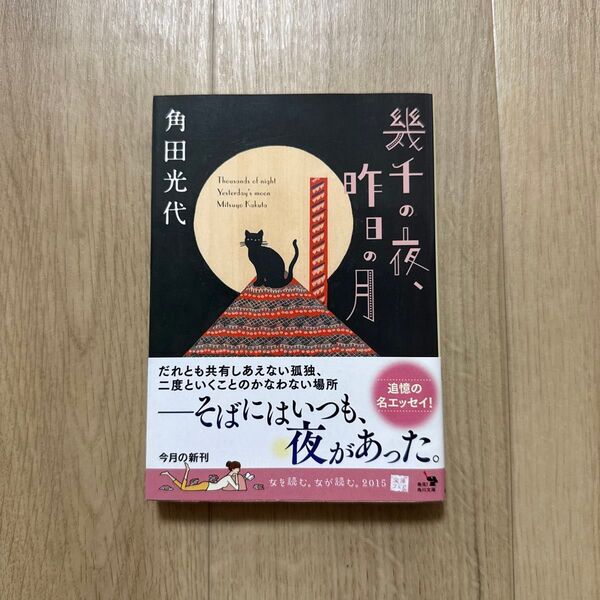 幾千の夜、
昨日の月
角田光代
Thousands of night
Yesterday's moon
Mitsuyo Kakuta
だれとも共有しあえない孤独、
二度といくことのかなわない場所
──そばにはいつも、
夜があった。
追憶の
名エッセイ!
今月の新刊
女を読む。女が読む。2015
角川文庫